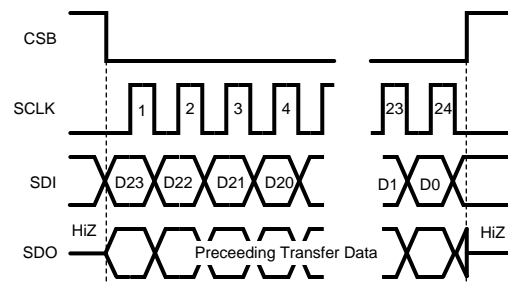 CSB
SCLK
1 2 3 4 23 24
SDI
D23 D22 D21 D20 D1 D0
HiZ
HiZ
SDO
Preceeding Transfer Data